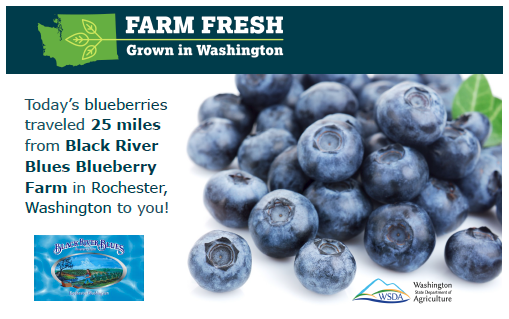 FARM FRESH
Grown in Washington
Today's blueberries
traveled 25 miles
from Black River
Blues Blueberry
Farm in Rochester,
Washington to you!
BLACK RIVER BLUES
WSDA
Washington
State Department of
Agriculture